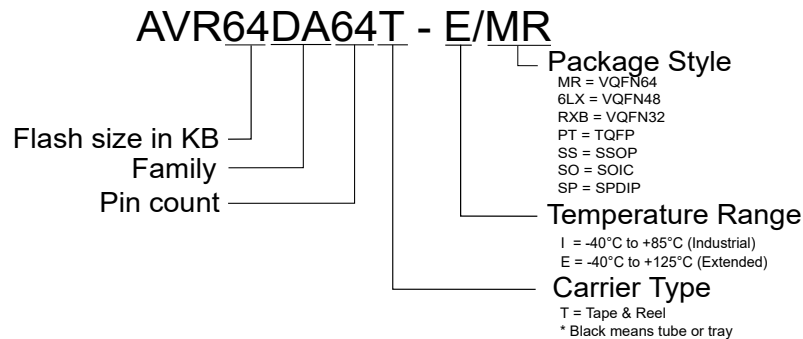 AVR64DA64T - E/MR
Package Style
MR = VQFN64
6LX = VQFN48
RXB = VQFN32
PT = TQFP
SS = SSOP
SO = SOIC
SP = SPDIP
Flash size in KB
Family
Pin count
Temperature Range
I = -40°C to +85°C (Industrial)
E = -40°C to +125°C (Extended)
Carrier Type
T = Tape & Reel
* Black means tube or tray